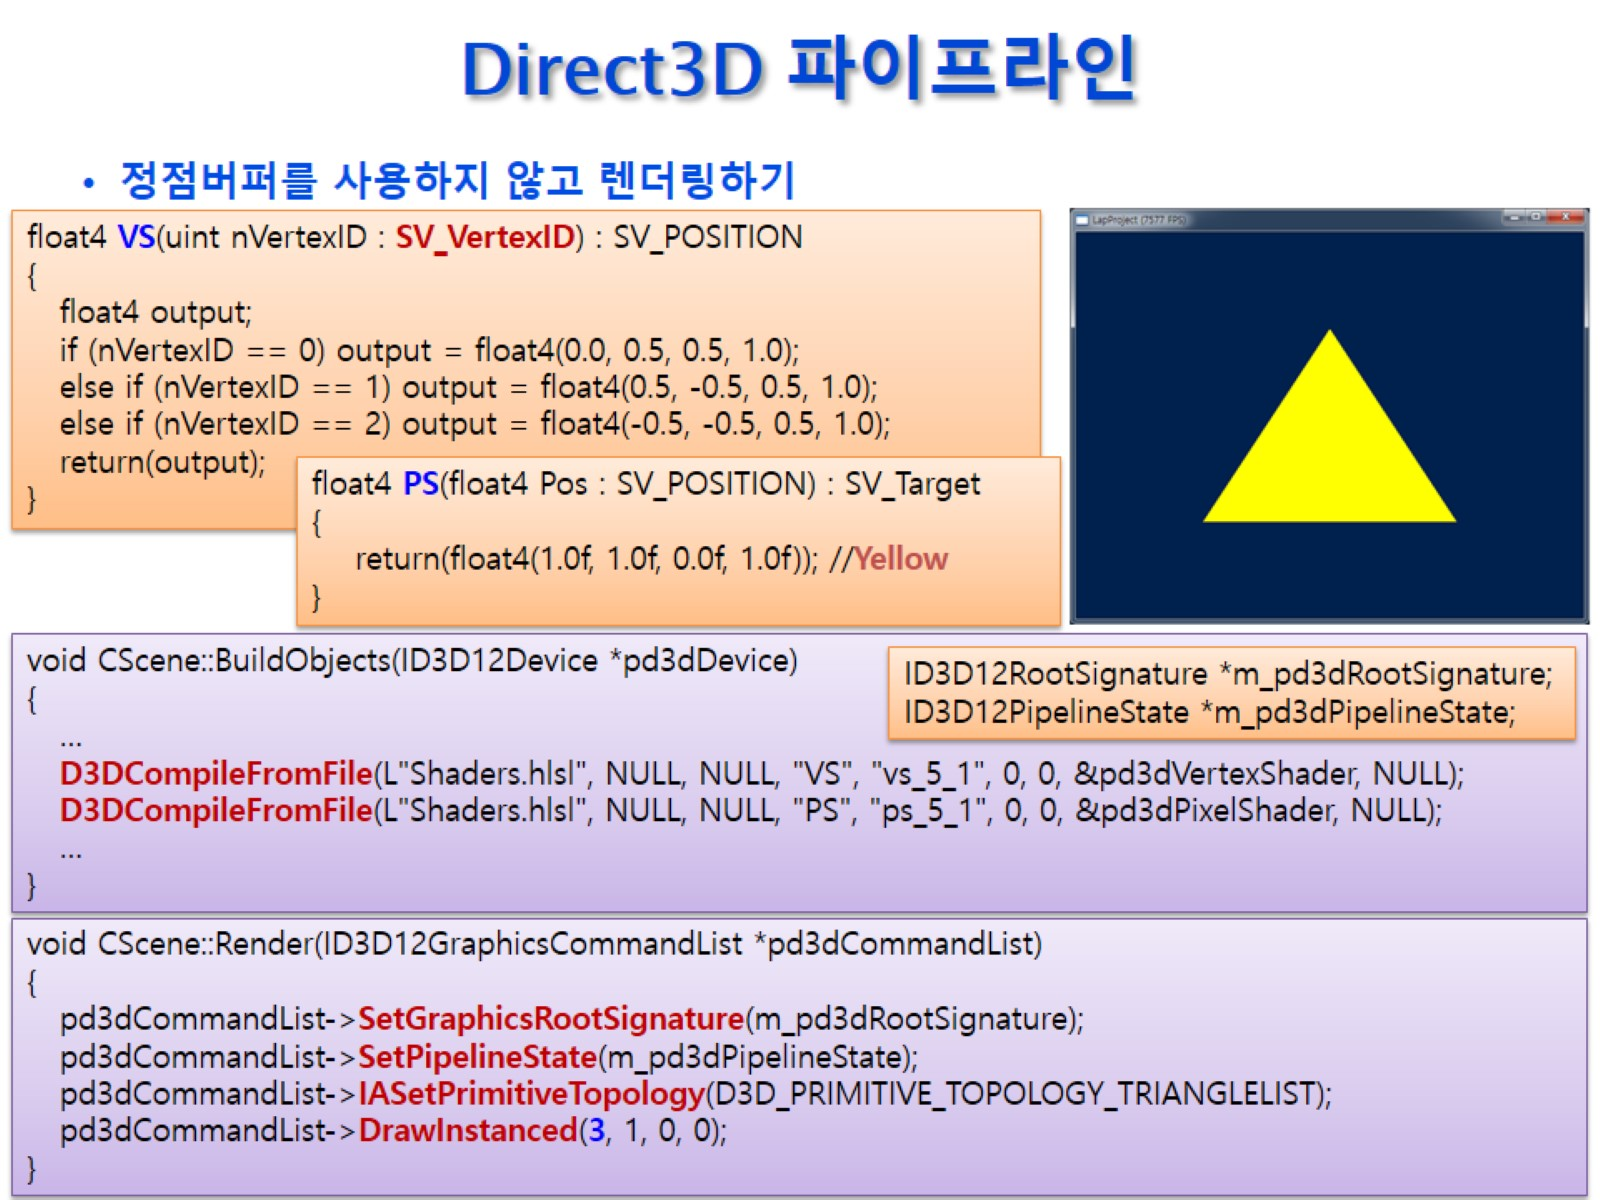 Direct3D 파이프라인
• 정점버퍼를 사용하지 않고 렌더링하기
float4 VS(uint nVertexID : SV_VertexID) : SV_POSITION
{
float4 output;
if (nVertexID == 0) output = float4(0.0, 0.5, 0.5, 1.0);
else if (nVertexID == 1) output = float4(0.5, -0.5, 0.5, 1.0);
else if (nVertexID == 2) output = float4(-0.5, -0.5, 0.5, 1.0);
return(output);
}
float4 PS(float4 Pos : SV_POSITION) : SV_Target
{
return(float4(1.0f, 1.0f, 0.0f, 1.0f)); //Yellow
}
LapProject (7577 FPS)
void CScene::BuildObjects(ID3D12Device *pd3dDevice)
{
...
D3DCompileFromFile(L"Shaders.hlsl", NULL, NULL, "VS", "vs_5_1", 0, 0, &pd3dVertexShader, NULL);
D3DCompileFromFile(L"Shaders.hlsl", NULL, NULL, "PS", "ps_5_1", 0, 0, &pd3dPixelShader, NULL);
...
}
ID3D12RootSignature *m_pd3dRootSignature;
ID3D12PipelineState *m_pd3dPipelineState;
void CScene::Render(ID3D12GraphicsCommandList *pd3dCommandList)
{
pd3dCommandList->SetGraphicsRootSignature(m_pd3dRootSignature);
pd3dCommandList->SetPipelineState(m_pd3dPipelineState);
pd3dCommandList->IASetPrimitiveTopology(D3D_PRIMITIVE_TOPOLOGY_TRIANGLELIST);
pd3dCommandList->DrawInstanced(3, 1, 0, 0);
}